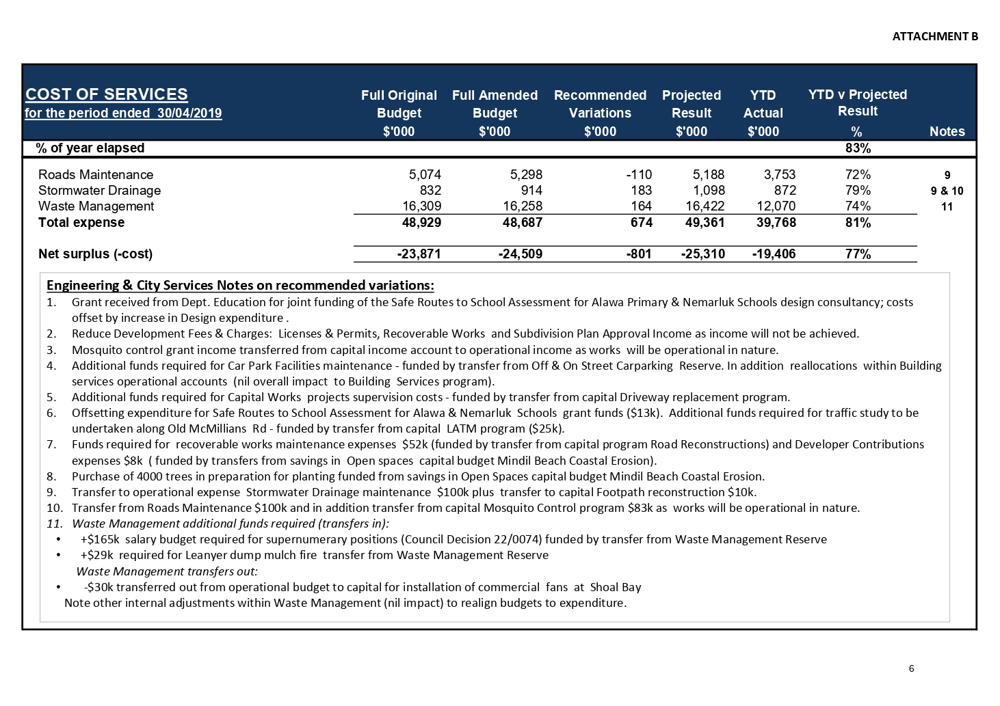 ATTACHMENT B
COST OF SERVICES
for the period ended 30/04/2019
Full Original Budget $'000
Full Amended Budget $'000
Recommended Variations $'000
Projected Result $'000
YTD Actual $'000
YTD v Projected Result %
Notes
% of year elapsed 83%
Roads Maintenance 5,074 5,298 -110 5,188 3,753 72% 9
Stormwater Drainage 832 914 183 1,098 872 79% 9 & 10
Waste Management 16,309 16,258 164 16,422 12,070 74% 11
Total expense 48,929 48,687 674 49,361 39,768 81%
Net surplus (-cost) -23,871 -24,509 -801 -25,310 -19,406 77%
Engineering & City Services Notes on recommended variations:
1. Grant received from Dept. Education for joint funding of the Safe Routes to School Assessment for Alawa Primary & Nemarluk Schools design consultancy; costs
offset by increase in Design expenditure .
2. Reduce Development Fees & Charges: Licenses & Permits, Recoverable Works and Subdivision Plan Approval Income as income will not be achieved.
3. Mosquito control grant income transferred from capital income account to operational income as works will be operational in nature.
4. Additional funds required for Car Park Facilities maintenance - funded by transfer from Off & On Street Carparking Reserve. In addition reallocations within Building
services operational accounts (nil overall impact to Building Services program).
5. Additional funds required for Capital Works projects supervision costs - funded by transfer from capital Driveway replacement program.
6. Offsetting expenditure for Safe Routes to School Assessment for Alawa & Nemarluk Schools grant funds ($13k). Additional funds required for traffic study to be
undertaken along Old McMillians Rd - funded by transfer from capital LATM program ($25k).
7. Funds required for recoverable works maintenance expenses $52k (funded by transfer from capital program Road Reconstructions) and Developer Contributions
expenses $8k ( funded by transfers from savings in Open spaces capital budget Mindil Beach Coastal Erosion).
8. Purchase of 4000 trees in preparation for planting funded from savings in Open Spaces capital budget Mindil Beach Coastal Erosion.
9. Transfer to operational expense Stormwater Drainage maintenance $100k plus transfer to capital Footpath reconstruction $10k.
10. Transfer from Roads Maintenance $100k and in addition transfer from capital Mosquito Control program $83k as works will be operational in nature.
11. Waste Management additional funds required (transfers in):
• +$165k salary budget required for supernumerary positions (Council Decision 22/0074) funded by transfer from Waste Management Reserve
• +$29k required for Leanyer dump mulch fire transfer from Waste Management Reserve
Waste Management transfers out:
• -$30k transferred out from operational budget to capital for installation of commercial fans at Shoal Bay
Note other internal adjustments within Waste Management (nil impact) to realign budgets to expenditure.
6